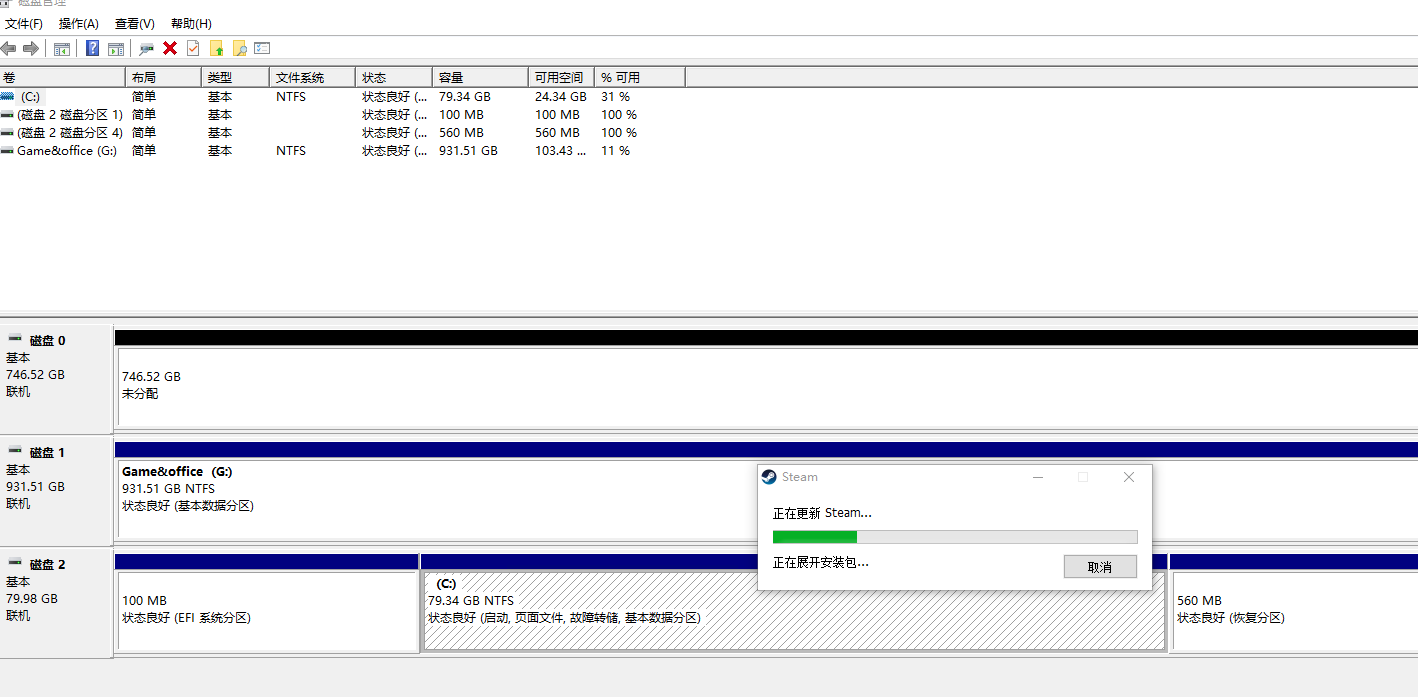 磁盘管理
文件(F) 操作(A) 查看(V) 帮助(H)
卷 布局 类型 文件系统 状态 容量 可用空间 % 可用
(C:) 简单 基本 NTFS 状态良好 (... 79.34 GB 24.34 GB 31 %
(磁盘 2 磁盘分区 1) 简单 基本 状态良好 (... 100 MB 100 MB 100 %
(磁盘 2 磁盘分区 4) 简单 基本 状态良好 (... 560 MB 560 MB 100 %
Game&office (G:) 简单 基本 NTFS 状态良好 (... 931.51 GB 103.43 ... 11 %
磁盘 0
基本
746.52 GB
联机
746.52 GB
未分配
磁盘 1
基本
931.51 GB
联机
Game&office (G:)
931.51 GB NTFS
状态良好 (基本数据分区)
Steam
正在更新 Steam...
正在展开安装包...
取消
磁盘 2
基本
79.98 GB
联机
100 MB
状态良好 (EFI 系统分区)
(C:)
79.34 GB NTFS
状态良好 (启动, 页面文件, 故障转储, 基本数据分区)
560 MB
状态良好 (恢复分区)